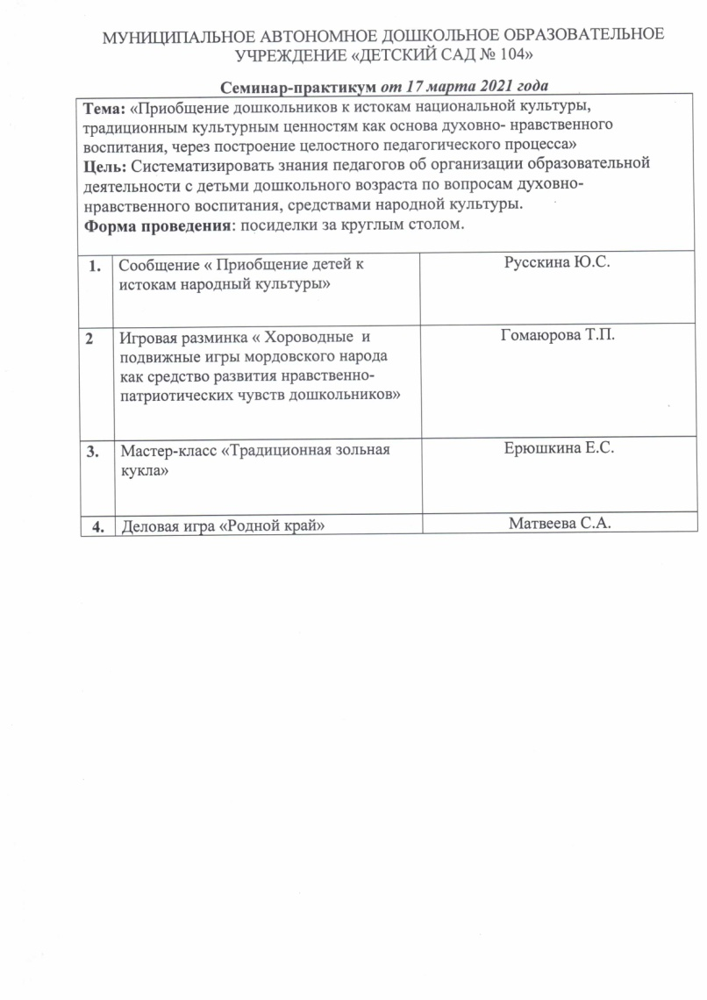 МУНИЦИПАЛЬНОЕ АВТОНОМНОЕ ДОШКОЛЬНОЕ ОБРАЗОВАТЕЛЬНОЕ
УЧРЕЖДЕНИЕ «ДЕТСКИЙ САД № 104»
Семинар-практикум от 17 марта 2021 года
Тема: «Приобщение дошкольников к истокам национальной культуры,
традиционным культурным ценностям как основа духовно- нравственного
воспитания, через построение целостного педагогического процесса»
Цель: Систематизировать знания педагогов об организации образовательной
деятельности с детьми дошкольного возраста по вопросам духовно-
нравственного воспитания, средствами народной культуры.
Форма проведения: посиделки за круглым столом.
1. Сообщение « Приобщение детей к Русскина Ю.С.
истокам народный культуры»
2 Игровая разминка « Хороводные и Гомаюрова Т.П.
подвижные игры мордовского народа
как средство развития нравственно-
патриотических чувств дошкольников»
3. Мастер-класс «Традиционная зольная Ерюшкина Е.С.
кукла»
4. Деловая игра «Родной край» Матвеева С.А.